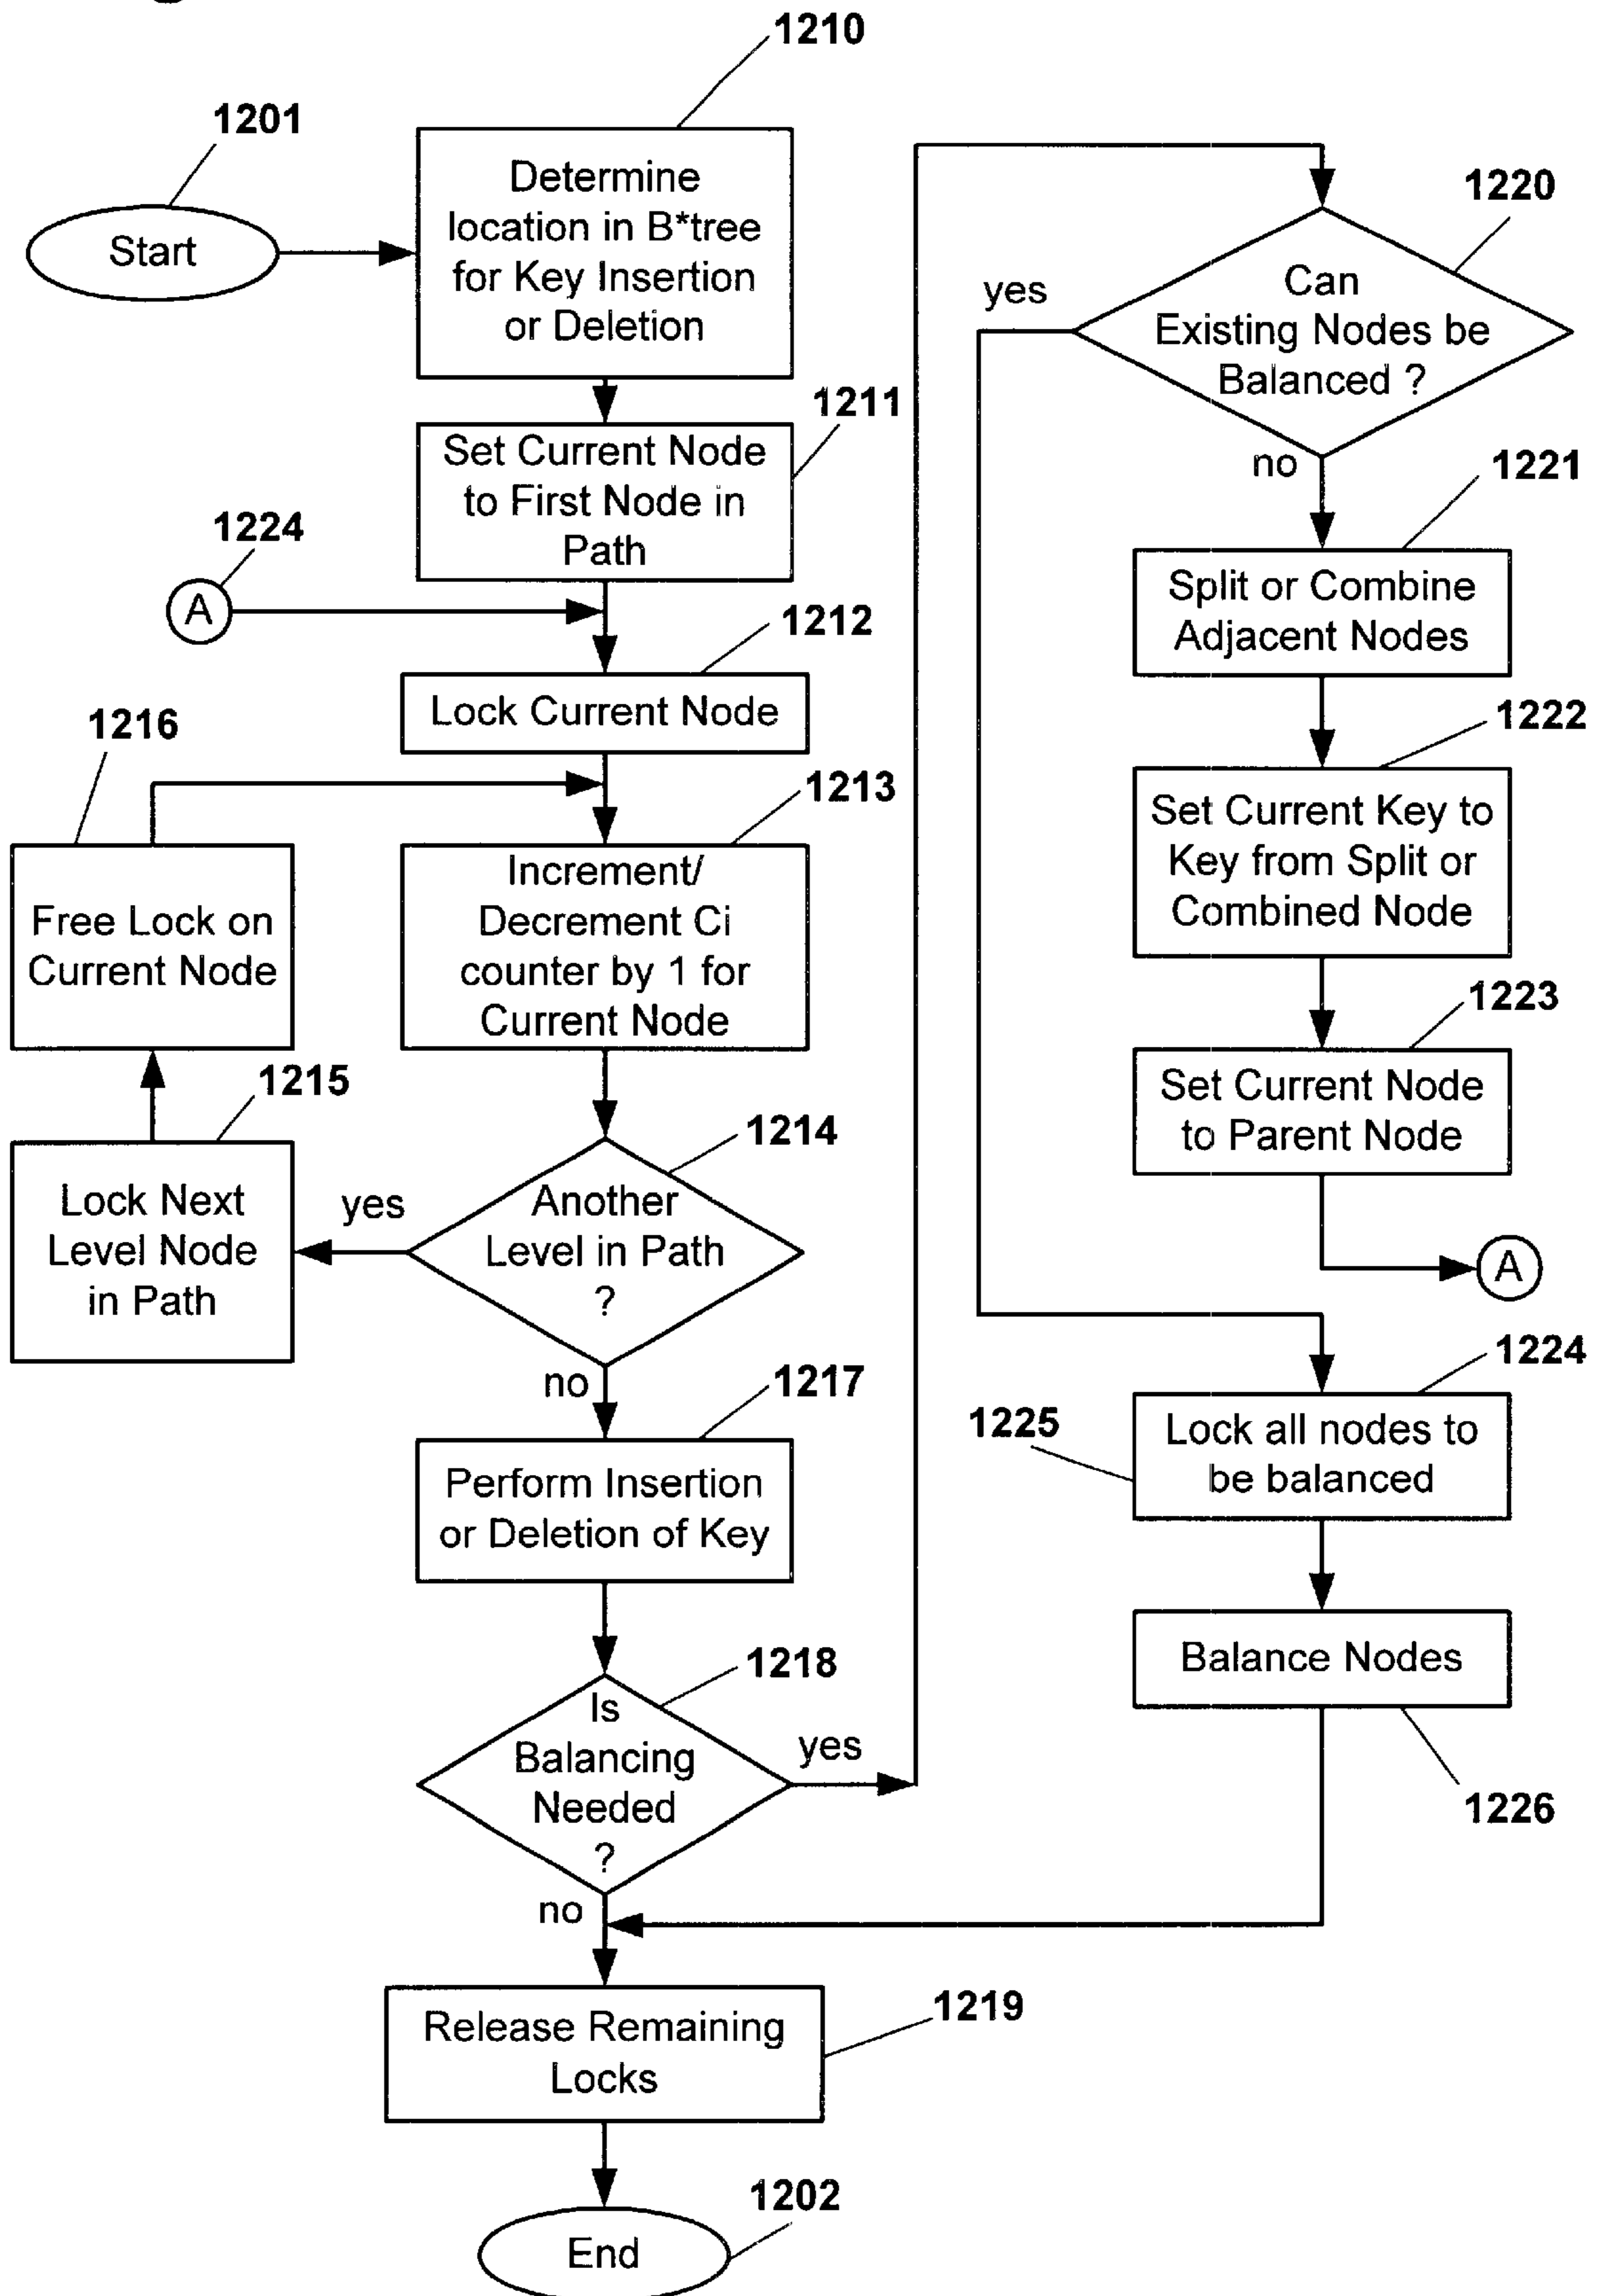 1210
1201
Determine
location in B*tree
for Key Insertion
or Deletion
Start
1211
Set Current Node
to First Node in
Path
1224
A
1212
Lock Current Node
1216
1213
Free Lock on
Current Node
Increment/
Decrement Ci
counter by 1 for
Current Node
1215
1214
Lock Next
Level Node
in Path
yes
Another
Level in Path
?
no
1217
Perform Insertion
or Deletion of Key
1218
Is
Balancing
Needed
?
yes
no
1219
Release Remaining
Locks
1202
End
1220
yes
Can
Existing Nodes be
Balanced ?
no
1221
Split or Combine
Adjacent Nodes
1222
Set Current Key to
Key from Split or
Combined Node
1223
Set Current Node
to Parent Node
A
1224
1225
Lock all nodes to
be balanced
Balance Nodes
1226